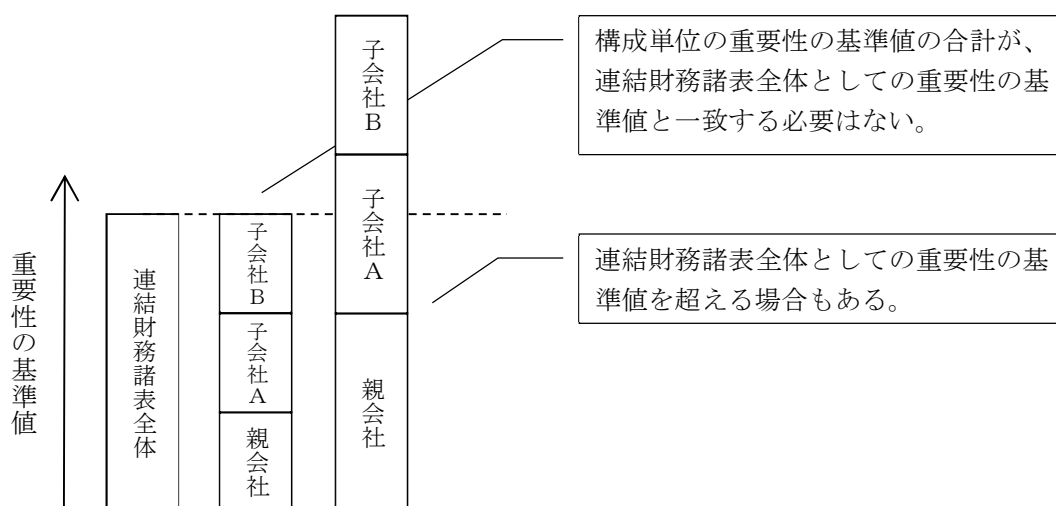 構成単位の重要性の基準値の合計が、
連結財務諸表全体としての重要性の基
準値と一致する必要はない。
連結財務諸表全体としての重要性の基
準値を超える場合もある。
重要性の基準値
連結財務諸表全体
子会社B
子会社A
親会社
子会社B
子会社A
親会社